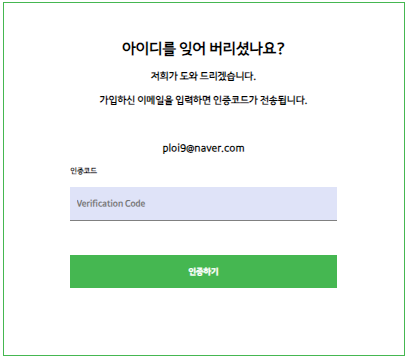 아이디를 잊어 버리셨나요?
저희가 도와 드리겠습니다.
가입하신 이메일을 입력하면 인증코드가 전송됩니다.
ploi9@naver.com
인증코드
Verification Code
인증하기